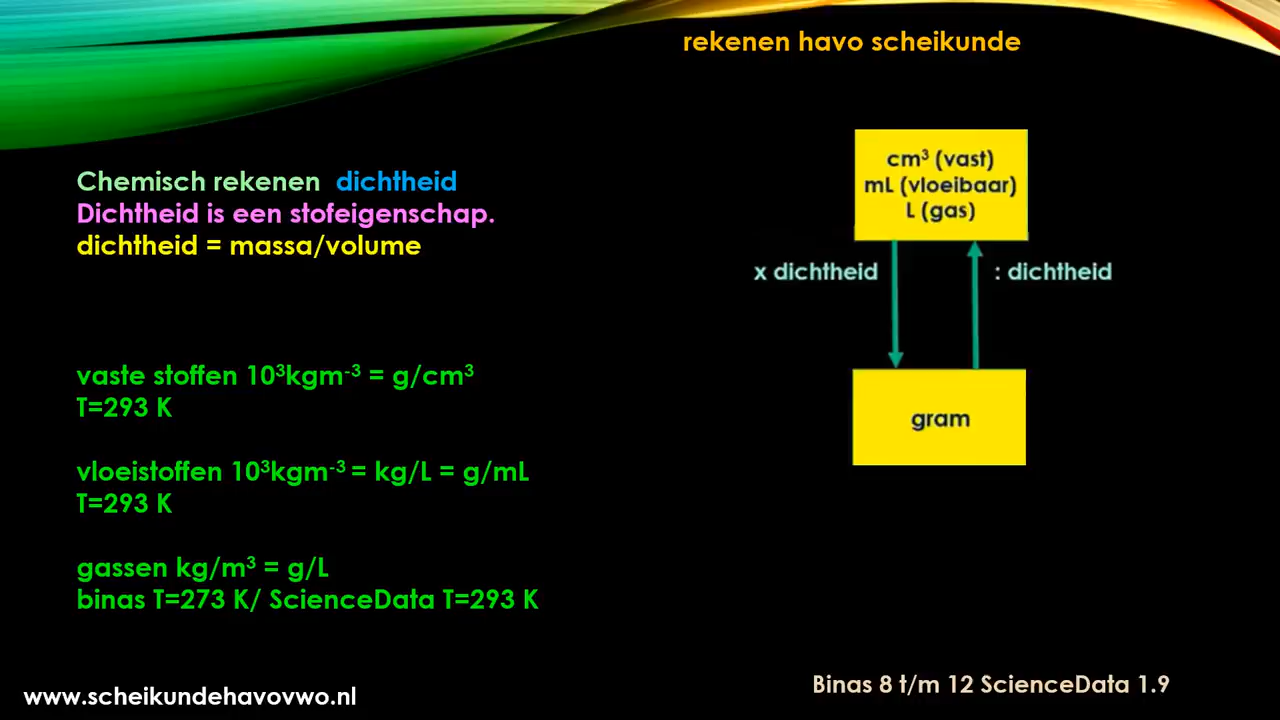 rekenen havo scheikunde
Chemisch rekenen dichtheid
Dichtheid is een stofeigenschap.
dichtheid = massa/volume
vaste stoffen 10³kgm⁻³ = g/cm³
T=293 K
vloeistoffen 10³kgm⁻³ = kg/L = g/mL
T=293 K
gassen kg/m³ = g/L
binas T=273 K/ ScienceData T=293 K
cm³ (vast)
mL (vloeibaar)
L (gas)
x dichtheid
: dichtheid
gram
www.scheikundehavovwo.nl
Binas 8 t/m 12 ScienceData 1.9